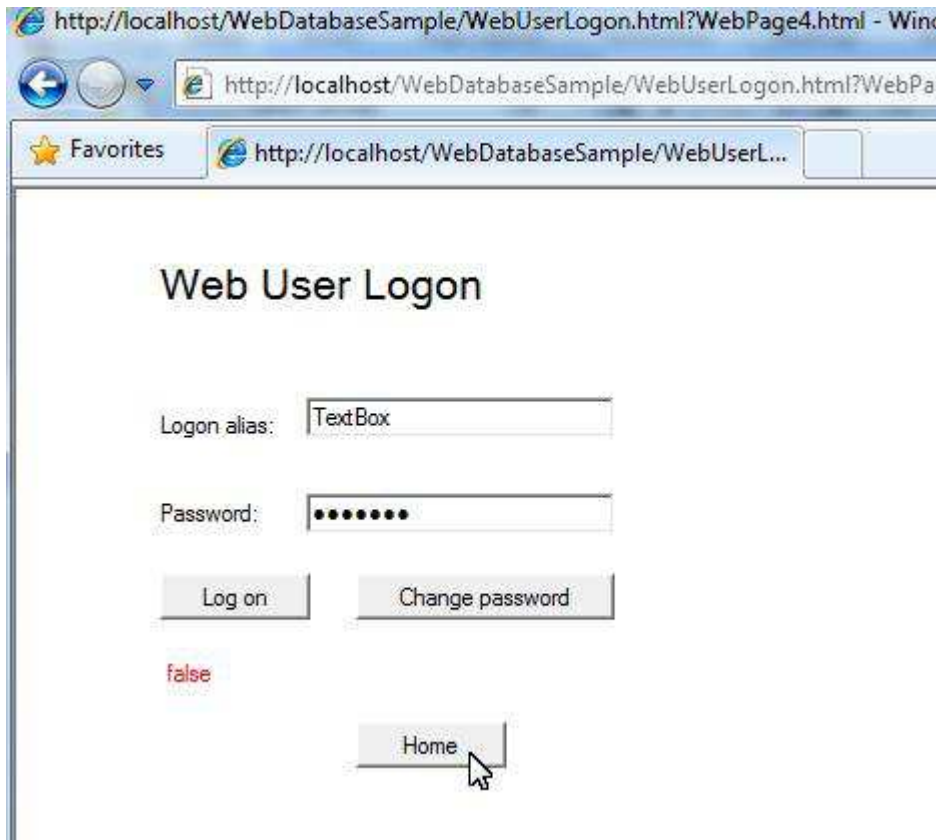 http://localhost/WebDatabaseSample/WebUserLogon.html?WebPage4.html - Wind
http://localhost/WebDatabaseSample/WebUserLogon.html?WebPa
Favorites
http://localhost/WebDatabaseSample/WebUserL...
Web User Logon
Logon alias: TextBox
Password: •••••••
Log on Change password
false
Home